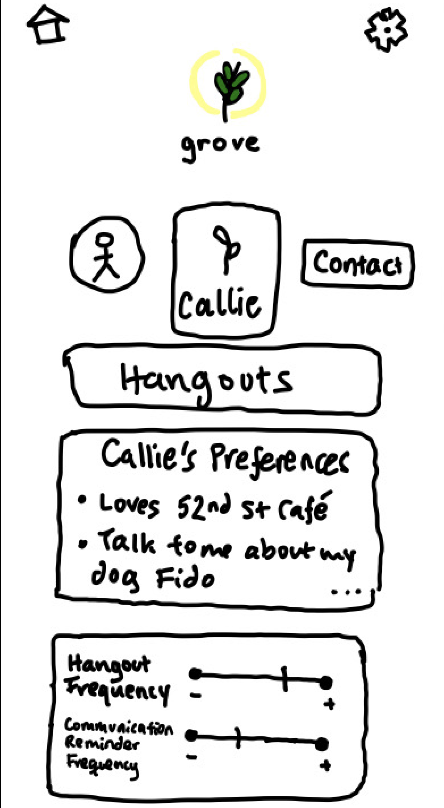 grove
Callie
Contact
Hangouts
Callie's Preferences
• Loves 52nd st Café
• Talk to me about my
dog Fido
...
Hangout
Frequency
- +
Commuaication
Reminder
Frequency
- +